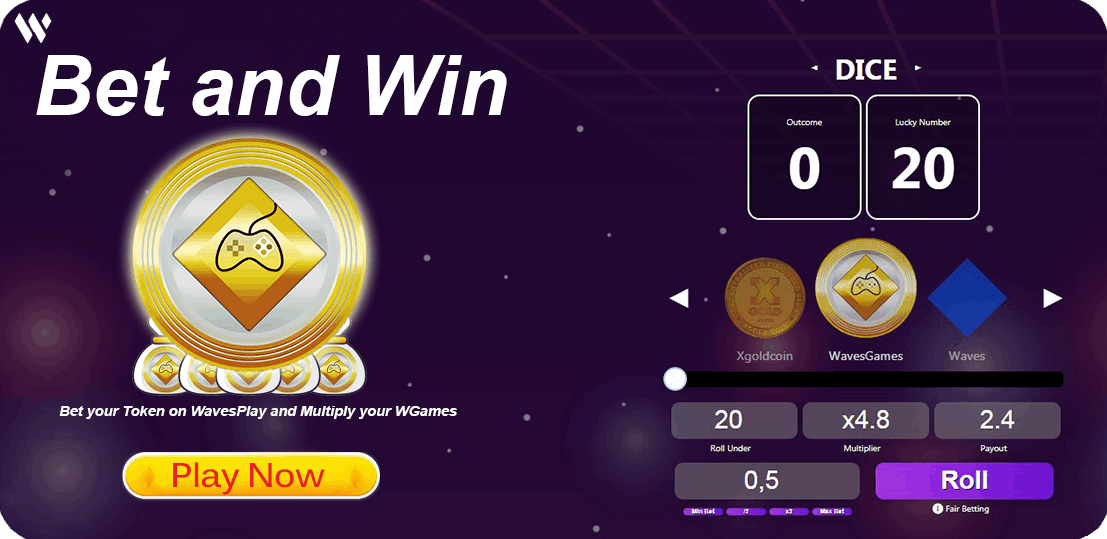 Bet and Win
Bet your Token on WavesPlay and Multiply your WGames
Play Now
DICE
Outcome
0
Lucky Number
20
X
GOLD
Xgoldcoin
WavesGames
Waves
20
x4.8
2.4
Roll Under
Multiplier
Payout
0,5
Roll
Min Bet
Max Bet
Fair Betting